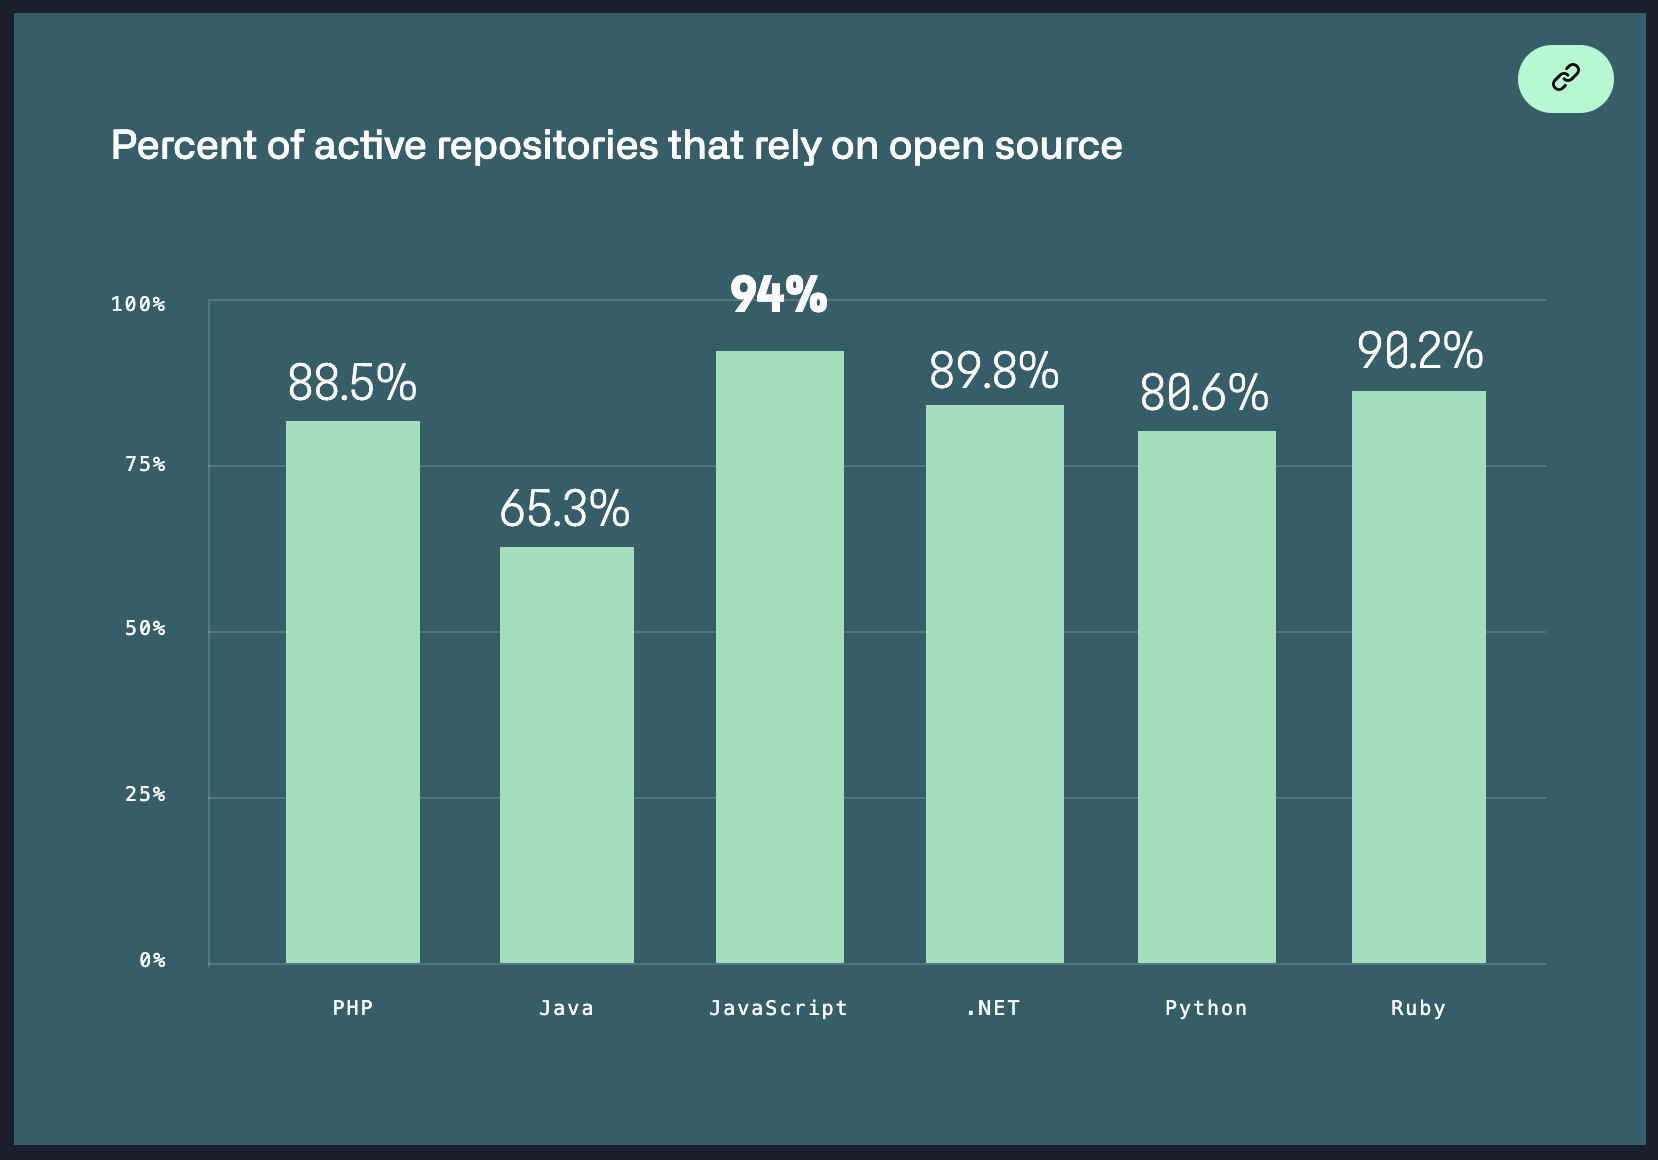 Percent of active repositories that rely on open source
100%
75%
50%
25%
0%
88.5%
65.3%
94%
89.8%
80.6%
90.2%
PHP
Java
JavaScript
.NET
Python
Ruby